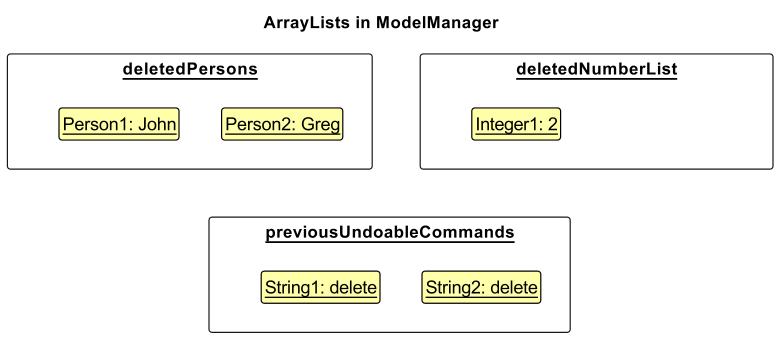 ArrayLists in ModelManager
deletedPersons
Person1: John
Person2: Greg
deletedNumberList
Integer1: 2
previousUndoableCommands
String1: delete
String2: delete